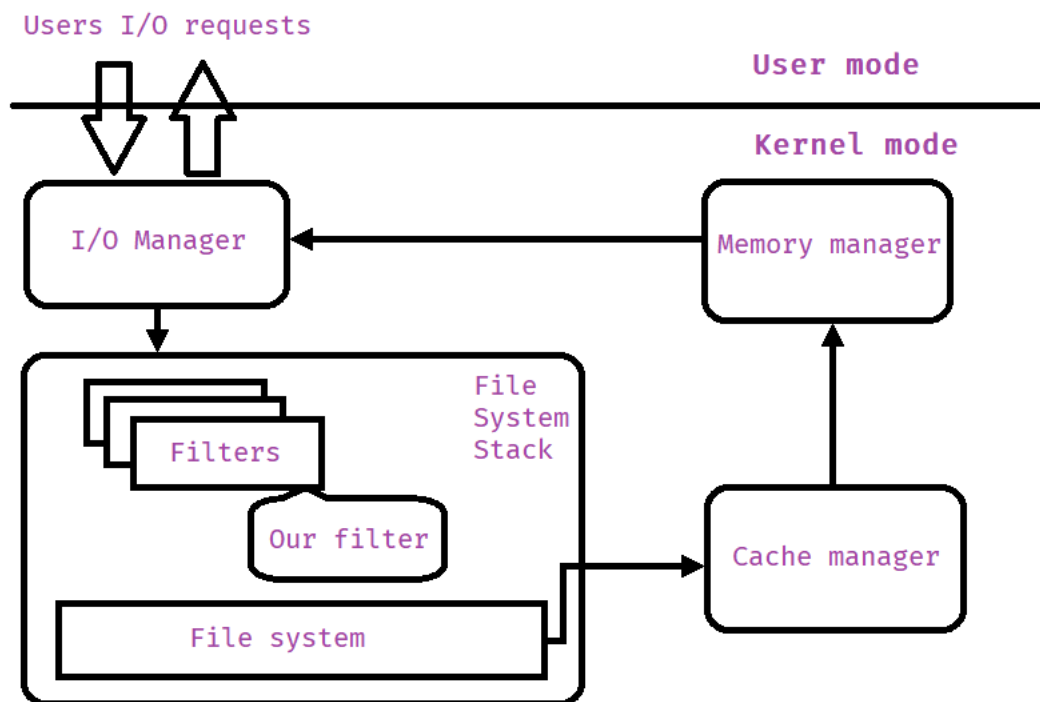 Users I/O requests
User mode
Kernel mode
I/O Manager
Memory manager
File
System
Stack
Filters
Our filter
Cache manager
File system